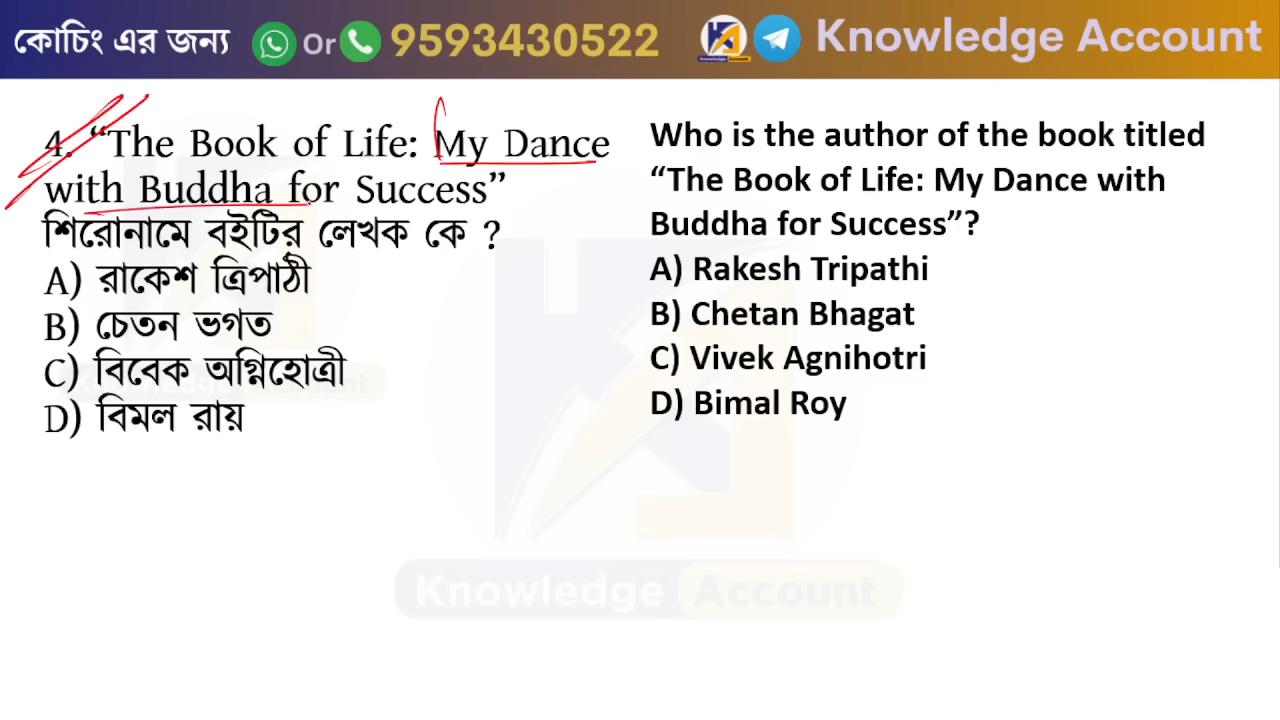 কোচিং এর জন্য Or 9593430522 Knowledge Account
4. “The Book of Life: My Dance
with Buddha for Success”
শিরোনামে বইটির লেখক কে ?
A) রাকেশ ত্রিপাঠী
B) চেতন ভগত
C) বিবেক অগ্নিহোত্রী
D) বিমল রায়
Who is the author of the book titled
“The Book of Life: My Dance with
Buddha for Success”?
A) Rakesh Tripathi
B) Chetan Bhagat
C) Vivek Agnihotri
D) Bimal Roy
Knowledge Account
Knowledge Account